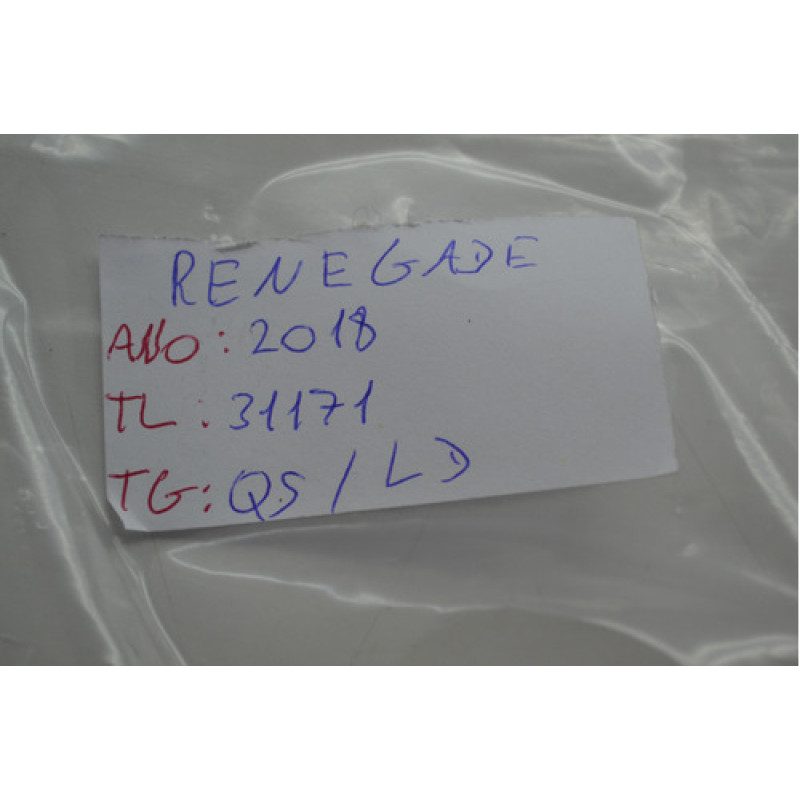 RENEGADE
ANO: 2018
TL: 31171
TG: QS / LD